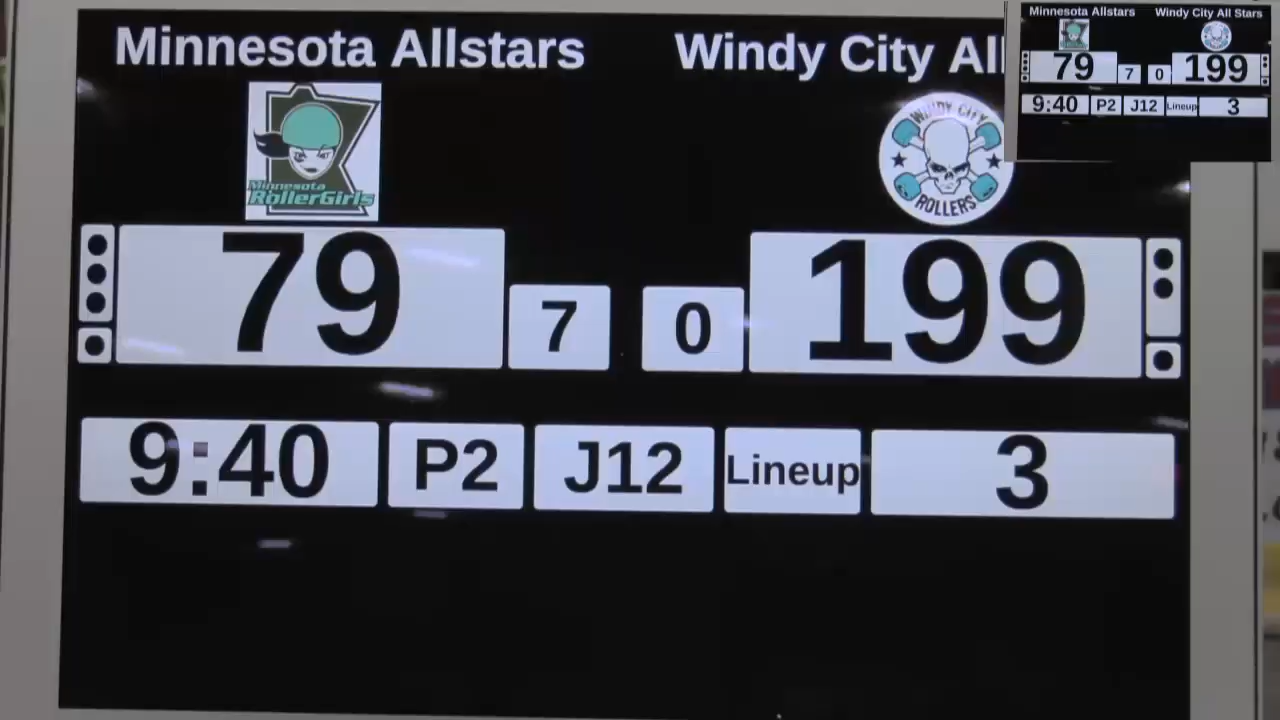 Minnesota Allstars
Windy City All
Minnesota
RollerGirls
WINDY CITY
ROLLERS
79
7
0
199
9:40
P2
J12
Lineup
3
Minnesota Allstars
Windy City All Stars
79
7
0
199
9:40
P2
J12
Lineup
3